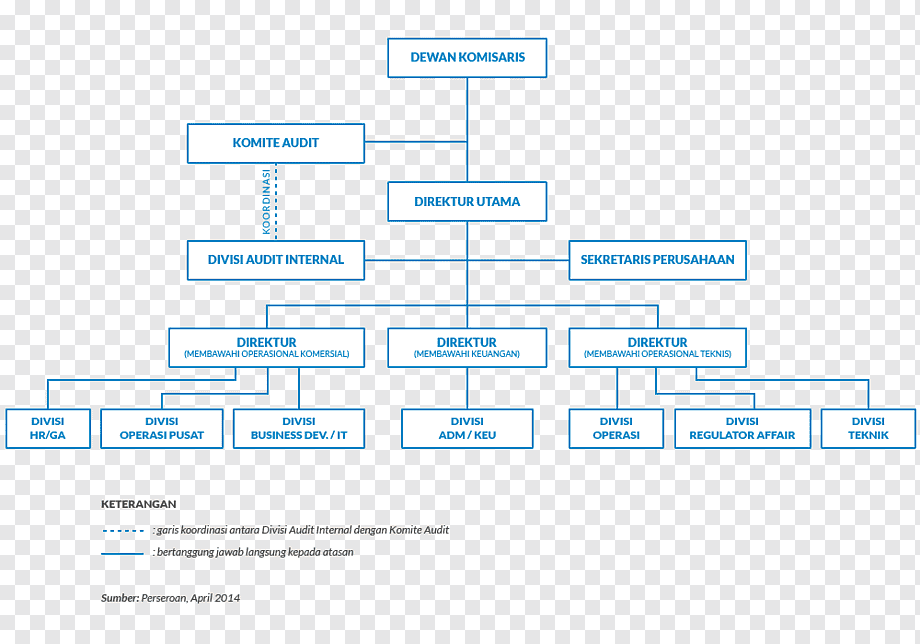 DEWAN KOMISARIS
KOMITE AUDIT
KOORDINASI
DIREKTUR UTAMA
DIVISI AUDIT INTERNAL
SEKRETARIS PERUSAHAAN
DIREKTUR
(MEMBAWAHI OPERASIONAL KOMERSIAL)
DIREKTUR
(MEMBAWAHI KEUANGAN)
DIREKTUR
(MEMBAWAHI OPERASIONAL TEKNIS)
DIVISI
HR/GA
DIVISI
OPERASI PUSAT
DIVISI
BUSINESS DEV. / IT
DIVISI
ADM / KEU
DIVISI
OPERASI
DIVISI
REGULATOR AFFAIR
DIVISI
TEKNIK
KETERANGAN
: garis koordinasi antara Divisi Audit Internal dengan Komite Audit
: bertanggung jawab langsung kepada atasan
Sumber: Perseroan, April 2014